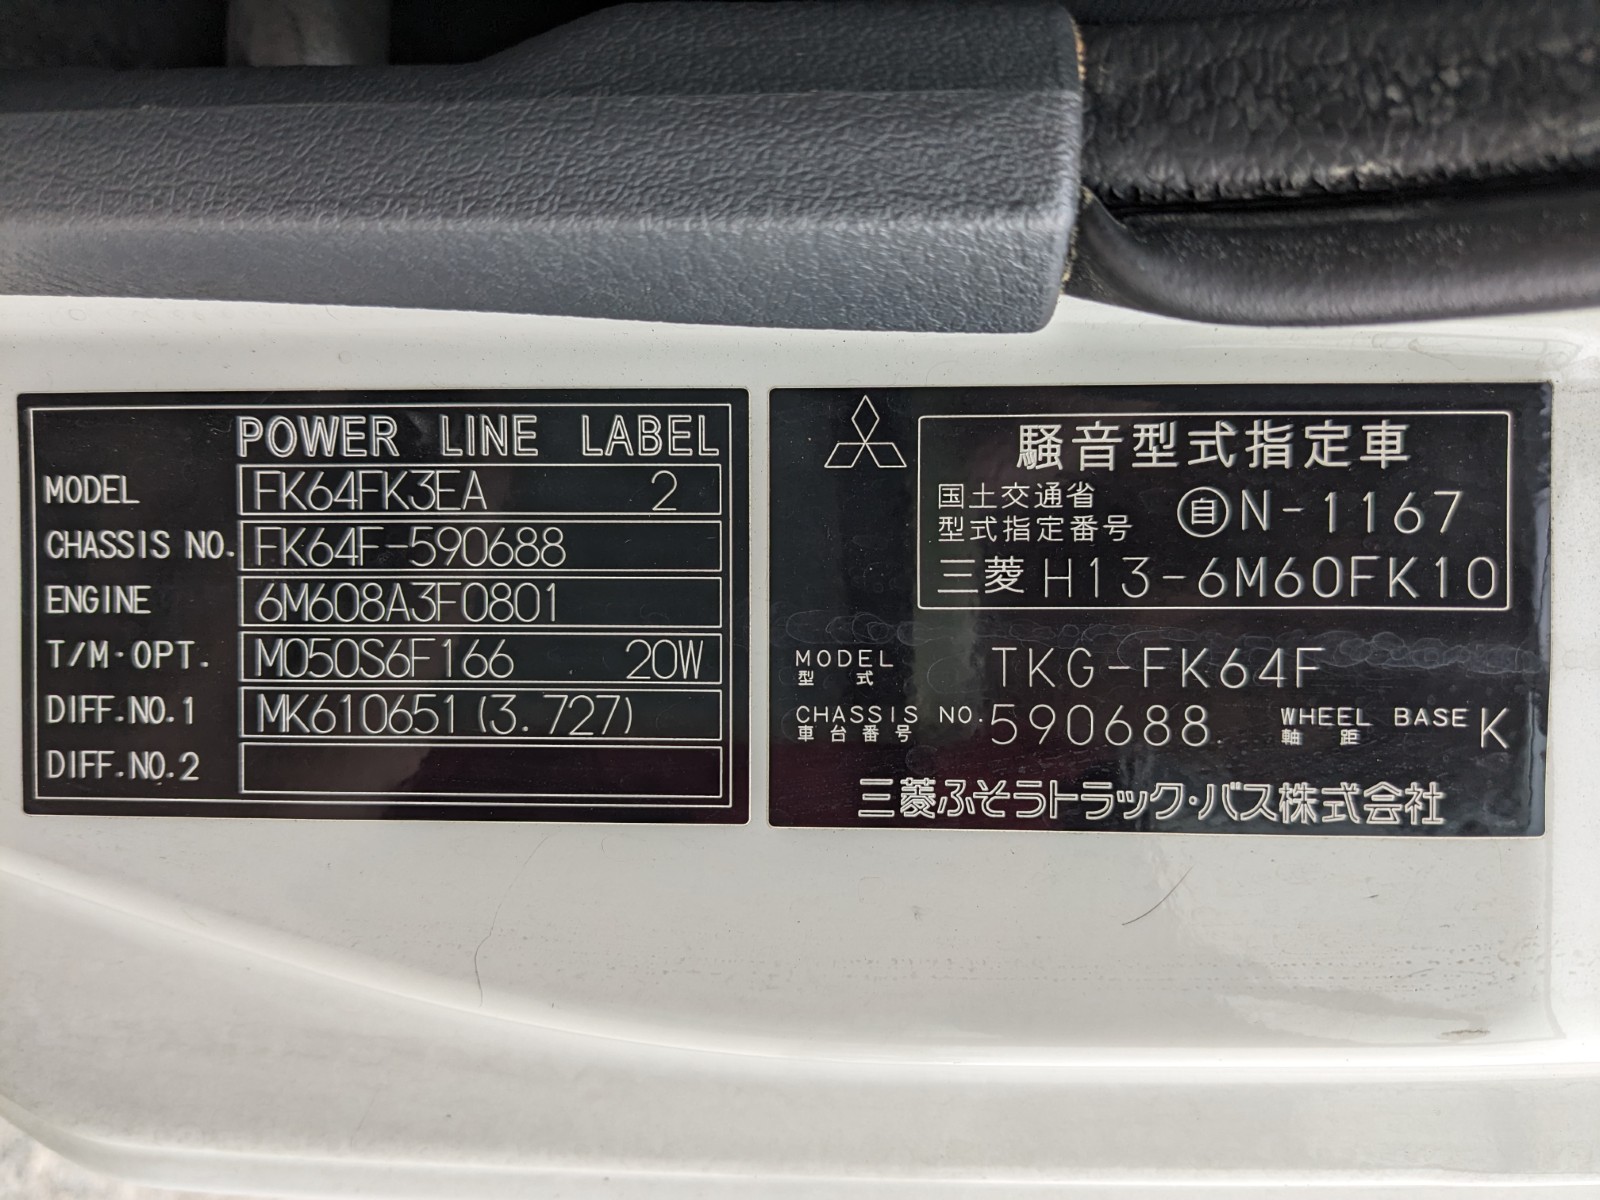 POWER LINE LABEL
MODEL FK64FK3EA 2
CHASSIS NO. FK64F-590688
ENGINE 6M608A3F0801
T/M・OPT. M050S6F166 20W
DIFF.NO.1 MK610651 (3.727)
DIFF.NO.2
騒音型式指定車
国土交通省
型式指定番号 自 N-1167
三菱 H13-6M60FK10
MODEL TKG-FK64F
型式
CHASSIS NO. 590688 WHEEL BASE K
車台番号 軸距
三菱ふそうトラック・バス株式会社